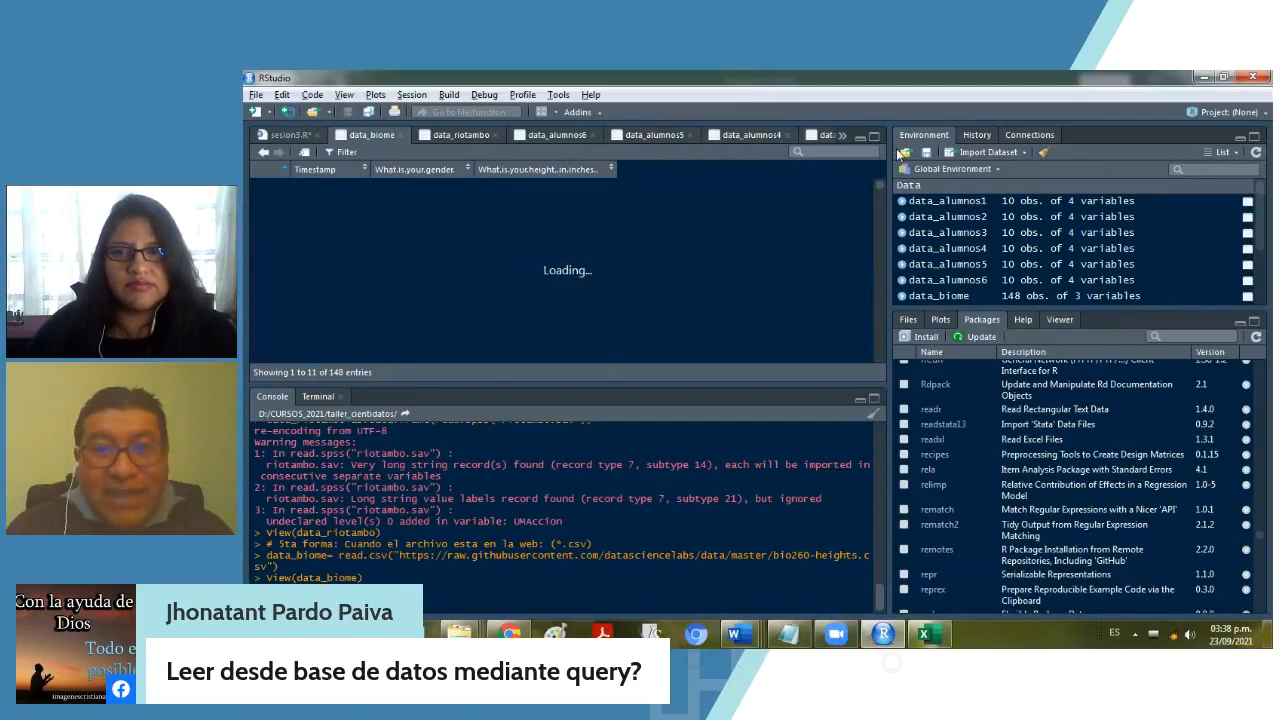 RStudio
File Edit Code View Plots Session Build Debug Profile Tools Help
Go to file/function Addins Project: (None)
sesion3.R* data_biome data_riotambo data_alumnos6 data_alumnos5 data_alumnos4 data
Filter
Timestamp What.is.your.gender. What.is.your.height..in.inches..
Loading...
Showing 1 to 11 of 148 entries
Console Terminal
D:/CURSOS_2021/taller_cientidatos/
re-encoding from UTF-8
Warning messages:
1: In read.spss("riotambo.sav") :
riotambo.sav: Very long string record(s) found (record type 7, subtype 14), each will be imported in
consecutive separate variables
2: In read.spss("riotambo.sav") :
riotambo.sav: Long string value labels record found (record type 7, subtype 21), but ignored
3: In read.spss("riotambo.sav") :
Undeclared level(s) 0 added in variable: UMAccion
> View(data_riotambo)
> # 5ta forma: Cuando el archivo esta en la web: (*.csv)
> data_biome= read.csv("https://raw.githubusercontent.com/datasciencelabs/data/master/bio260-heights.c
sv")
> View(data_biome)
Environment History Connections
Import Dataset List
Global Environment
Data
data_alumnos1 10 obs. of 4 variables
data_alumnos2 10 obs. of 4 variables
data_alumnos3 10 obs. of 4 variables
data_alumnos4 10 obs. of 4 variables
data_alumnos5 10 obs. of 4 variables
data_alumnos6 10 obs. of 4 variables
data_biome 148 obs. of 3 variables
Files Plots Packages Help Viewer
Install Update
Name Description Version
Interface for R
Rdpack Update and Manipulate Rd Documentation Objects 2.1
readr Read Rectangular Text Data 1.4.0
readstata13 Import 'Stata' Data Files 0.9.2
readxl Read Excel Files 1.3.1
recipes Preprocessing Tools to Create Design Matrices 0.1.15
rela Item Analysis Package with Standard Errors 4.1
relimp Relative Contribution of Effects in a Regression Model 1.0-5
rematch Match Regular Expressions with a Nicer 'API' 1.0.1
rematch2 Tidy Output from Regular Expression Matching 2.1.2
remotes R Package Installation from Remote Repositories, Including 'GitHub' 2.2.0
repr Serializable Representations 1.1.0
reprex Prepare Reproducible Example Code via the Clipboard 0.3.0
ES 03:38 p.m.
23/09/2021
Con la ayuda de
Dios
Todo e
posible
imagenescristiana
Jhonatant Pardo Paiva
Leer desde base de datos mediante query?